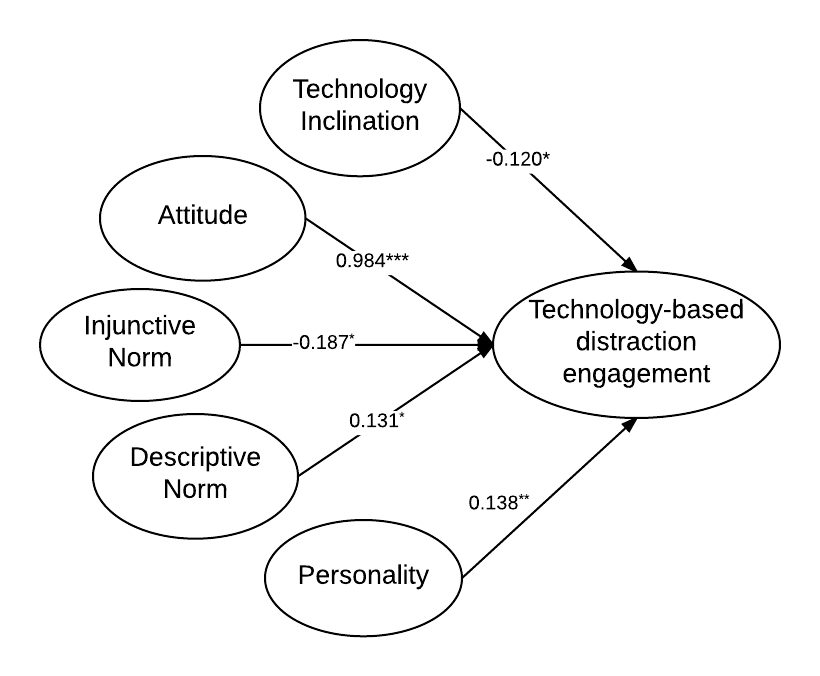 Technology
Inclination
-0.120*
Attitude
0.984***
Injunctive
Norm
-0.187*
Technology-based
distraction
engagement
Descriptive
Norm
0.131*
Personality
0.138**